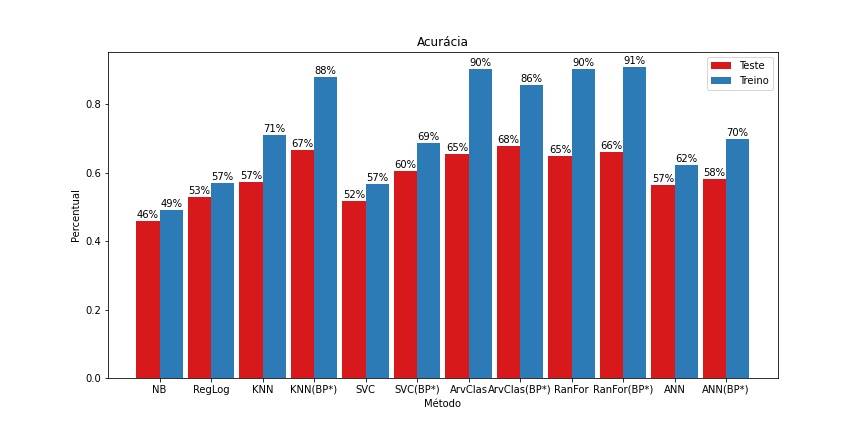 Acurácia
Teste
Treino
Percentual
0.8
0.6
0.4
0.2
0.0
46% 49% 53% 57% 57% 71% 67% 88% 52% 57% 60% 69% 65% 90% 68% 86% 65% 90% 66% 91% 57% 62% 58% 70%
NB RegLog KNN KNN(BP*) SVC SVC(BP*) ArvClas ArvClas(BP*) RanFor RanFor(BP*) ANN ANN(BP*)
Método